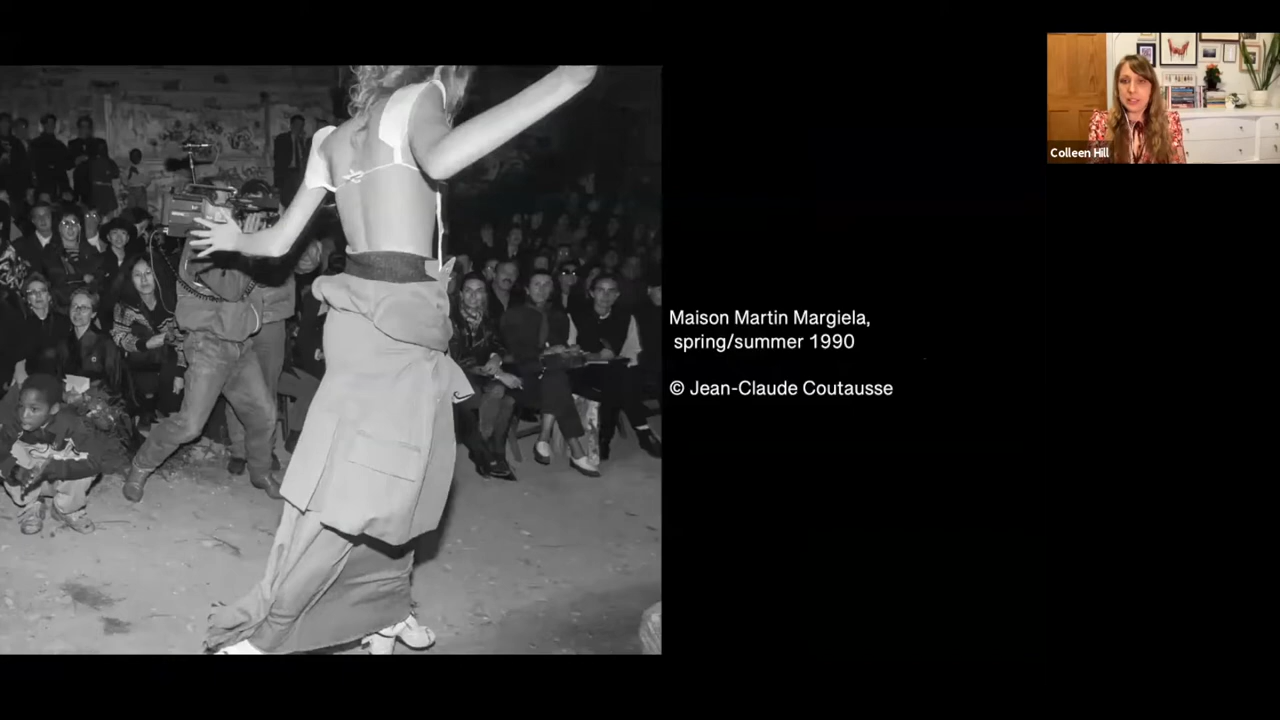 Colleen Hill
Maison Martin Margiela,
spring/summer 1990
© Jean-Claude Coutausse